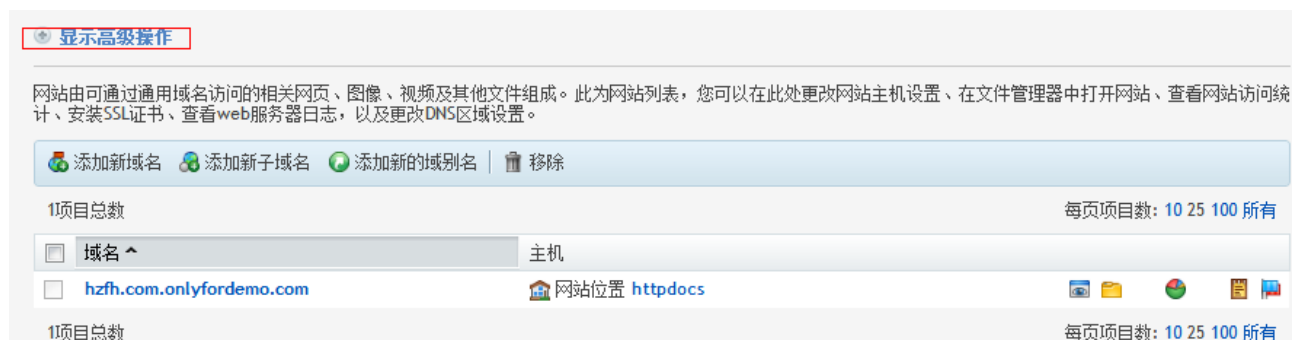 显示高级操作
网站由可通过通用域名访问的相关网页、图像、视频及其他文件组成。此为网站列表，您可以在此处更改网站主机设置、在文件管理器中打开网站、查看网站访问统
计、安装SSL证书、查看web服务器日志，以及更改DNS区域设置。
添加新域名 添加新子域名 添加新的域别名 移除
1项目总数 每页项目数: 10 25 100 所有
域名 主机
hzfh.com.onlyfordemo.com 网站位置 httpdocs
1项目总数 每页项目数: 10 25 100 所有